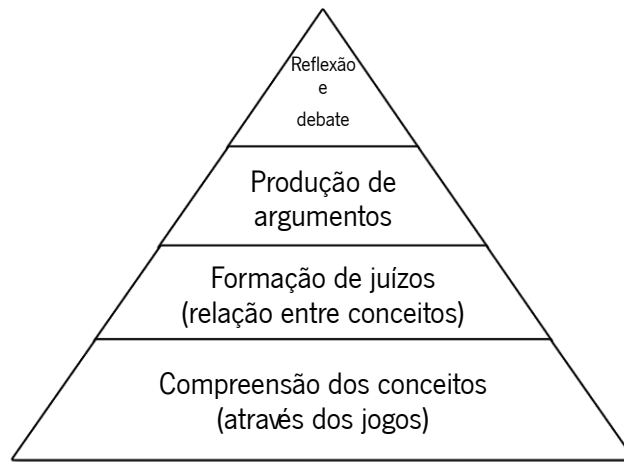 Reflexão
e
debate
Produção de
argumentos
Formação de juízos
(relação entre conceitos)
Compreensão dos conceitos
(através dos jogos)